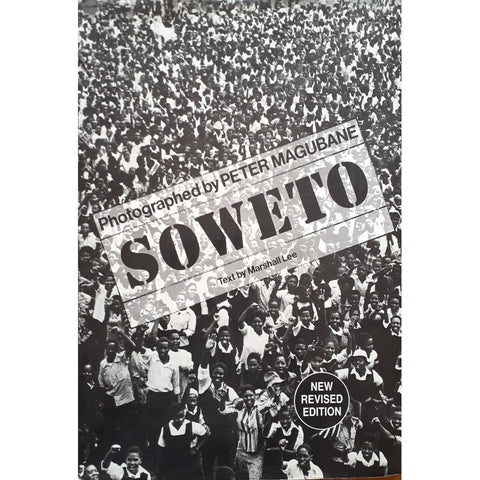 Photographed by PETER MAGUBANE
SOWETO
Text by Marshall Lee
NEW
REVISED
EDITION